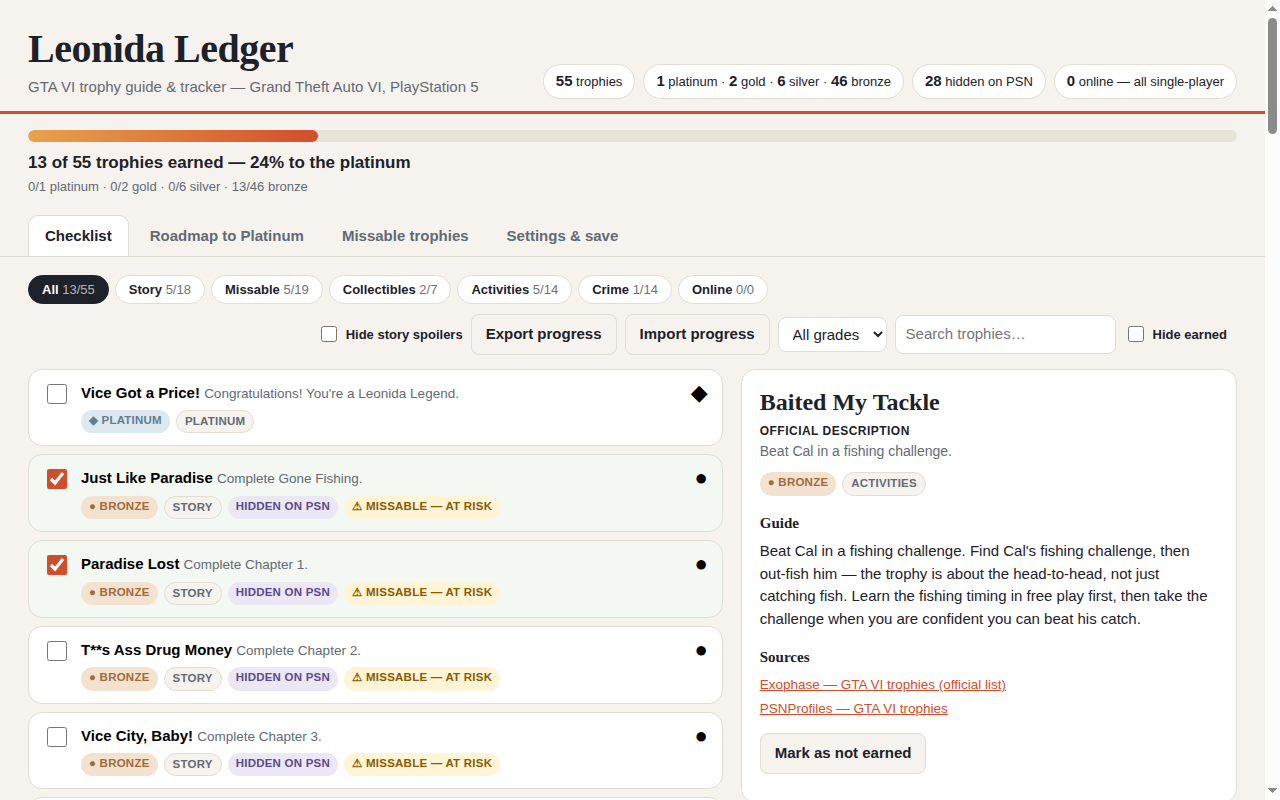 Leonida Ledger
GTA VI trophy guide & tracker — Grand Theft Auto VI, PlayStation 5
55 trophies
1 platinum · 2 gold · 6 silver · 46 bronze
28 hidden on PSN
0 online — all single-player
13 of 55 trophies earned — 24% to the platinum
0/1 platinum · 0/2 gold · 0/6 silver · 13/46 bronze
Checklist
Roadmap to Platinum
Missable trophies
Settings & save
All 13/55
Story 5/18
Missable 5/19
Collectibles 2/7
Activities 5/14
Crime 1/14
Online 0/0
Hide story spoilers
Export progress
Import progress
All grades
Search trophies…
Hide earned
Vice Got a Price! Congratulations! You're a Leonida Legend.
◆ PLATINUM
PLATINUM
Just Like Paradise Complete Gone Fishing.
● BRONZE
STORY
HIDDEN ON PSN
⚠ MISSABLE — AT RISK
Paradise Lost Complete Chapter 1.
● BRONZE
STORY
HIDDEN ON PSN
⚠ MISSABLE — AT RISK
T**s Ass Drug Money Complete Chapter 2.
● BRONZE
STORY
HIDDEN ON PSN
⚠ MISSABLE — AT RISK
Vice City, Baby! Complete Chapter 3.
● BRONZE
STORY
HIDDEN ON PSN
⚠ MISSABLE — AT RISK
Baited My Tackle
OFFICIAL DESCRIPTION
Beat Cal in a fishing challenge.
● BRONZE
ACTIVITIES
Guide
Beat Cal in a fishing challenge. Find Cal's fishing challenge, then
out-fish him — the trophy is about the head-to-head, not just
catching fish. Learn the fishing timing in free play first, then take the
challenge when you are confident you can beat his catch.
Sources
Exophase — GTA VI trophies (official list)
PSNProfiles — GTA VI trophies
Mark as not earned